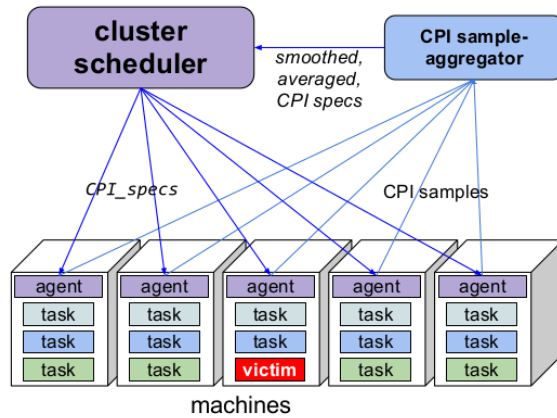 cluster
scheduler
CPI sample-
aggregator
smoothed,
averaged,
CPI specs
CPI_specs
CPI samples
agent
agent
agent
agent
agent
task
task
task
task
task
task
task
task
task
task
task
task
victim
task
task
machines